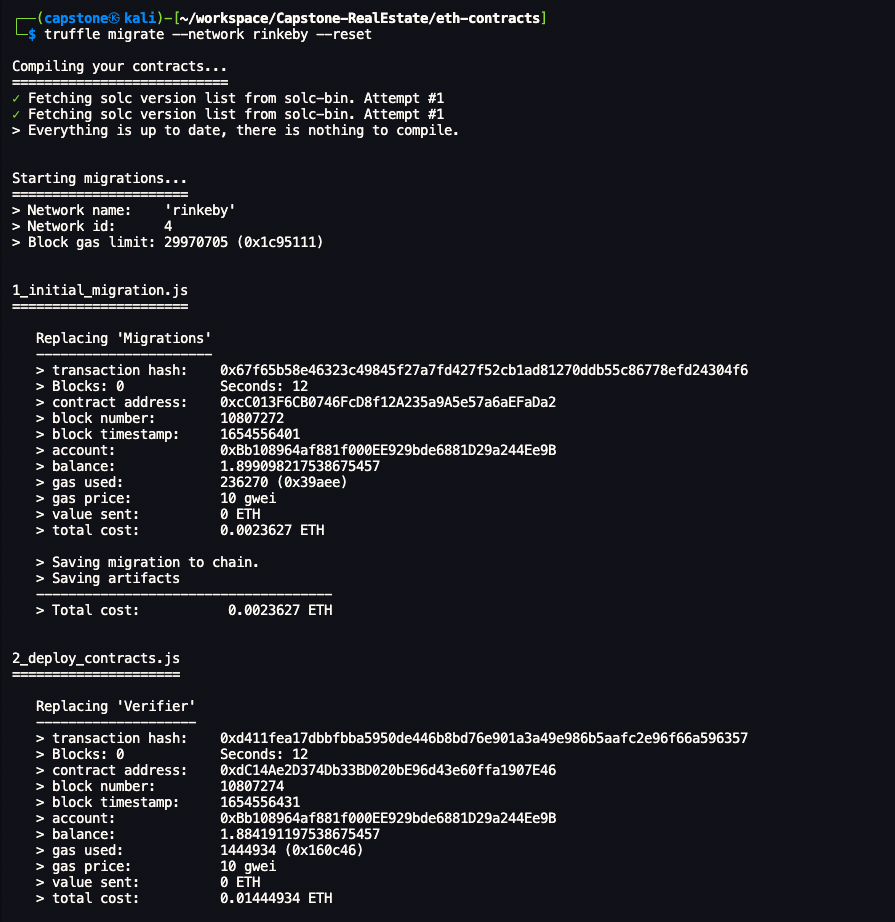 ┌──(capstone㉿kali)-[~/workspace/Capstone-RealEstate/eth-contracts]
└─$ truffle migrate --network rinkeby --reset
Compiling your contracts...
===========================
✓ Fetching solc version list from solc-bin. Attempt #1
✓ Fetching solc version list from solc-bin. Attempt #1
> Everything is up to date, there is nothing to compile.
Starting migrations...
======================
> Network name:    'rinkeby'
> Network id:      4
> Block gas limit: 29970705 (0x1c95111)
1_initial_migration.js
======================
Replacing 'Migrations'
----------------------
> transaction hash:    0x67f65b58e46323c49845f27a7fd427f52cb1ad81270ddb55c86778efd24304f6
> Blocks: 0            Seconds: 12
> contract address:    0xcC013F6CB0746FcD8f12A235a9A5e57a6aEFaDa2
> block number:        10807272
> block timestamp:     1654556401
> account:             0xBb108964af881f000EE929bde6881D29a244Ee9B
> balance:             1.899098217538675457
> gas used:            236270 (0x39aee)
> gas price:           10 gwei
> value sent:          0 ETH
> total cost:          0.0023627 ETH
> Saving migration to chain.
> Saving artifacts
-------------------------------------
> Total cost:           0.0023627 ETH
2_deploy_contracts.js
=====================
Replacing 'Verifier'
--------------------
> transaction hash:    0xd411fea17dbbfbba5950de446b8bd76e901a3a49e986b5aafc2e96f66a596357
> Blocks: 0            Seconds: 12
> contract address:    0xdC14Ae2D374Db33BD020bE96d43e60ffa1907E46
> block number:        10807274
> block timestamp:     1654556431
> account:             0xBb108964af881f000EE929bde6881D29a244Ee9B
> balance:             1.884191197538675457
> gas used:            1444934 (0x160c46)
> gas price:           10 gwei
> value sent:          0 ETH
> total cost:          0.01444934 ETH